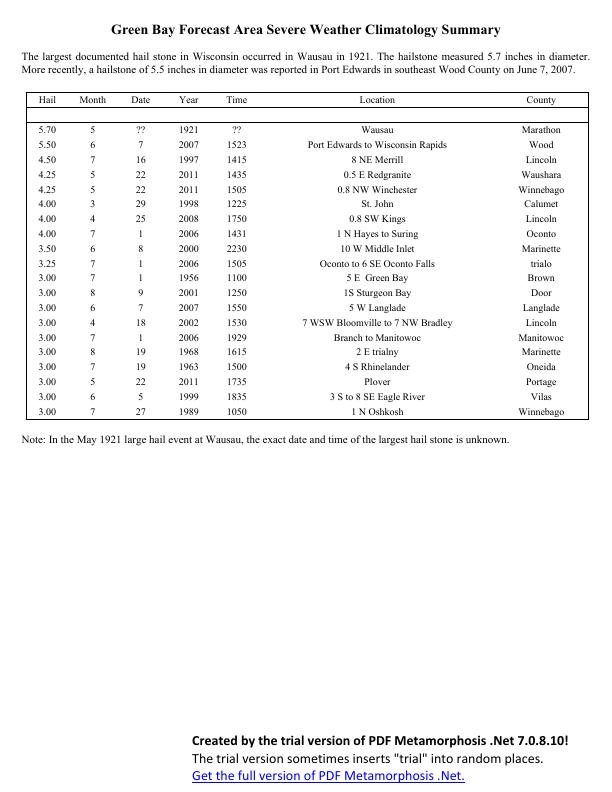 Green Bay Forecast Area Severe Weather Climatology Summary
The largest documented hail stone in Wisconsin occurred in Wausau in 1921. The hailstone measured 5.7 inches in diameter.
More recently, a hailstone of 5.5 inches in diameter was reported in Port Edwards in southeast Wood County on June 7, 2007.
Hail Month Date Year Time Location County
5.70 5 ?? 1921 ?? Wausau Marathon
5.50 6 7 2007 1523 Port Edwards to Wisconsin Rapids Wood
4.50 7 16 1997 1415 8 NE Merrill Lincoln
4.25 5 22 2011 1435 0.5 E Redgranite Waushara
4.25 5 22 2011 1505 0.8 NW Winchester Winnebago
4.00 3 29 1998 1225 St. John Calumet
4.00 4 25 2008 1750 0.8 SW Kings Lincoln
4.00 7 1 2006 1431 1 N Hayes to Suring Oconto
3.50 6 8 2000 2230 10 W Middle Inlet Marinette
3.25 7 1 2006 1505 Oconto to 6 SE Oconto Falls trialo
3.00 7 1 1956 1100 5 E Green Bay Brown
3.00 8 9 2001 1250 1S Sturgeon Bay Door
3.00 6 7 2007 1550 5 W Langlade Langlade
3.00 4 18 2002 1530 7 WSW Bloomville to 7 NW Bradley Lincoln
3.00 7 1 2006 1929 Branch to Manitowoc Manitowoc
3.00 8 19 1968 1615 2 E trialny Marinette
3.00 7 19 1963 1500 4 S Rhinelander Oneida
3.00 5 22 2011 1735 Plover Portage
3.00 6 5 1999 1835 3 S to 8 SE Eagle River Vilas
3.00 7 27 1989 1050 1 N Oshkosh Winnebago
Note: In the May 1921 large hail event at Wausau, the exact date and time of the largest hail stone is unknown.
Created by the trial version of PDF Metamorphosis .Net 7.0.8.10!
The trial version sometimes inserts "trial" into random places.
Get the full version of PDF Metamorphosis .Net.